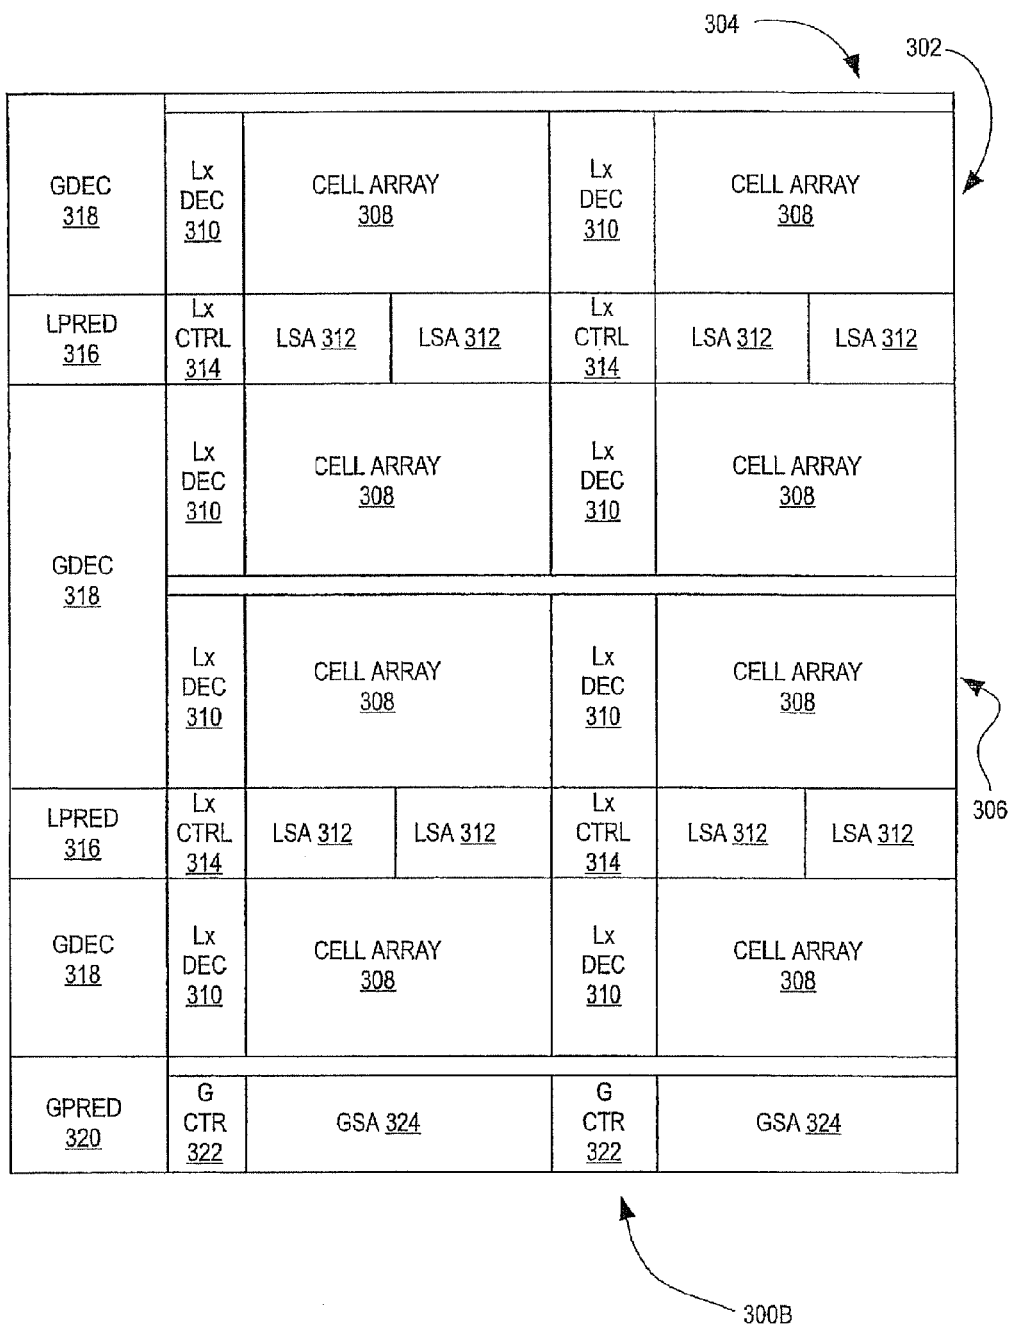 304
302
GDEC
318
Lx
DEC
310
CELL ARRAY
308
Lx
DEC
310
CELL ARRAY
308
LPRED
316
Lx
CTRL
314
LSA 312
LSA 312
Lx
CTRL
314
LSA 312
LSA 312
GDEC
318
Lx
DEC
310
CELL ARRAY
308
Lx
DEC
310
CELL ARRAY
308
Lx
DEC
310
CELL ARRAY
308
Lx
DEC
310
CELL ARRAY
308
306
LPRED
316
Lx
CTRL
314
LSA 312
LSA 312
Lx
CTRL
314
LSA 312
LSA 312
GDEC
318
Lx
DEC
310
CELL ARRAY
308
Lx
DEC
310
CELL ARRAY
308
GPRED
320
G
CTR
322
GSA 324
G
CTR
322
GSA 324
300B